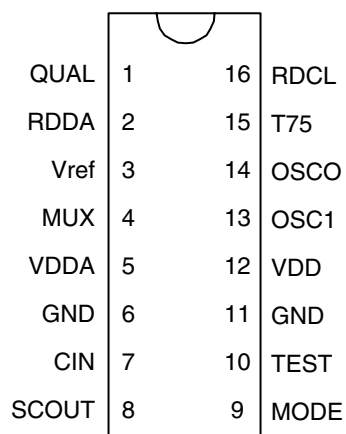 QUAL 1 16 RDCL
RDDA 2 15 T75
Vref 3 14 OSCO
MUX 4 13 OSC1
VDDA 5 12 VDD
GND 6 11 GND
CIN 7 10 TEST
SCOUT 8 9 MODE